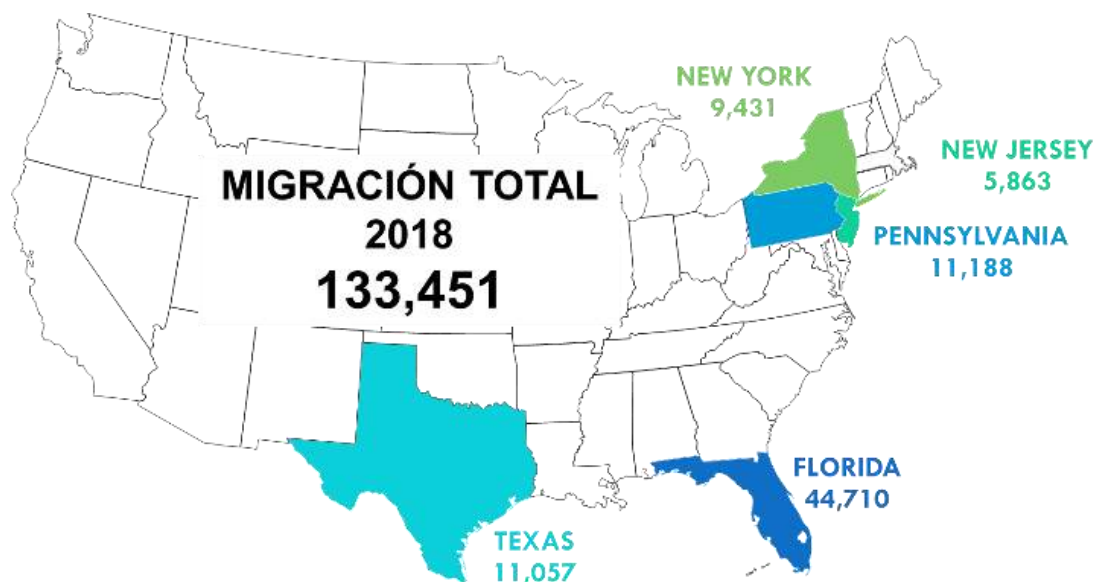 NEW YORK
9,431
NEW JERSEY
5,863
MIGRACIÓN TOTAL
2018
133,451
PENNSYLVANIA
11,188
FLORIDA
44,710
TEXAS
11,057